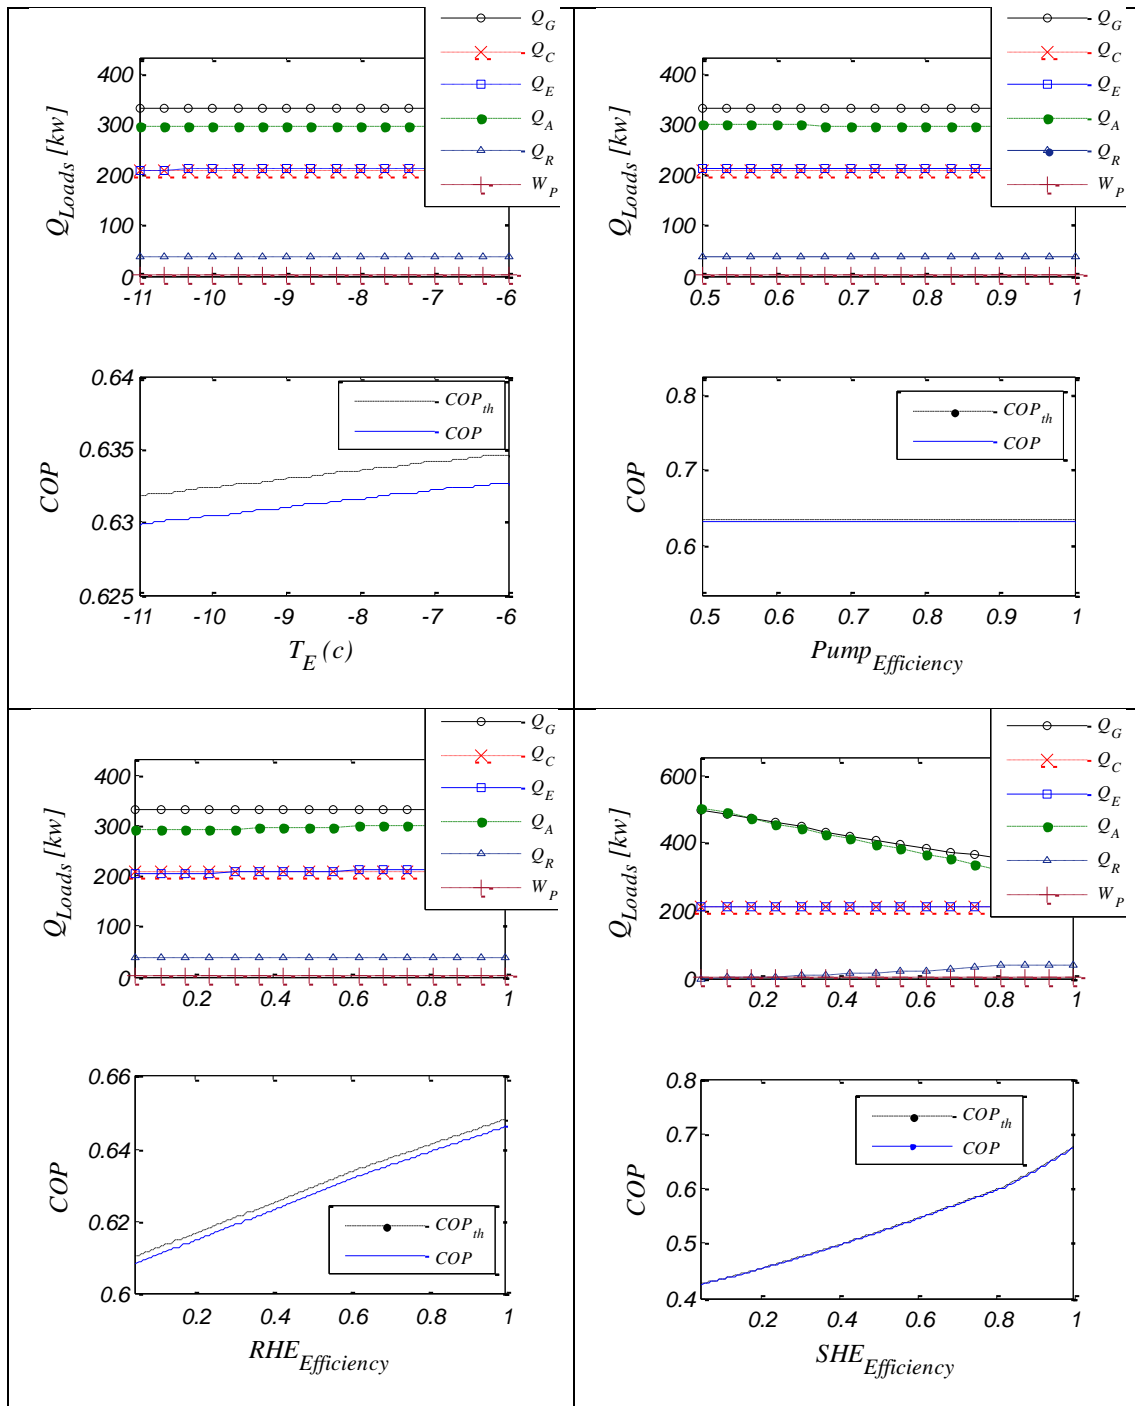 Q_G
Q_C
Q_E
Q_A
Q_R
W_P
400
300
200
100
0
Q_Loads [kw]
-11 -10 -9 -8 -7 -6
0.64
0.635
0.63
0.625
COP
COP_th
COP
-11 -10 -9 -8 -7 -6
T_E (c)
Q_G
Q_C
Q_E
Q_A
Q_R
W_P
400
300
200
100
0
Q_Loads [kw]
0.5 0.6 0.7 0.8 0.9 1
0.8
0.7
0.6
COP
COP_th
COP
0.5 0.6 0.7 0.8 0.9 1
Pump_Efficiency
Q_G
Q_C
Q_E
Q_A
Q_R
W_P
400
300
200
100
0
Q_Loads [kw]
0.2 0.4 0.6 0.8 1
0.66
0.64
0.62
0.6
COP
COP_th
COP
0.2 0.4 0.6 0.8 1
RHE_Efficiency
Q_G
Q_C
Q_E
Q_A
Q_R
W_P
600
400
200
0
Q_Loads [kw]
0.2 0.4 0.6 0.8 1
0.8
0.7
0.6
0.5
0.4
COP
COP_th
COP
0.2 0.4 0.6 0.8 1
SHE_Efficiency